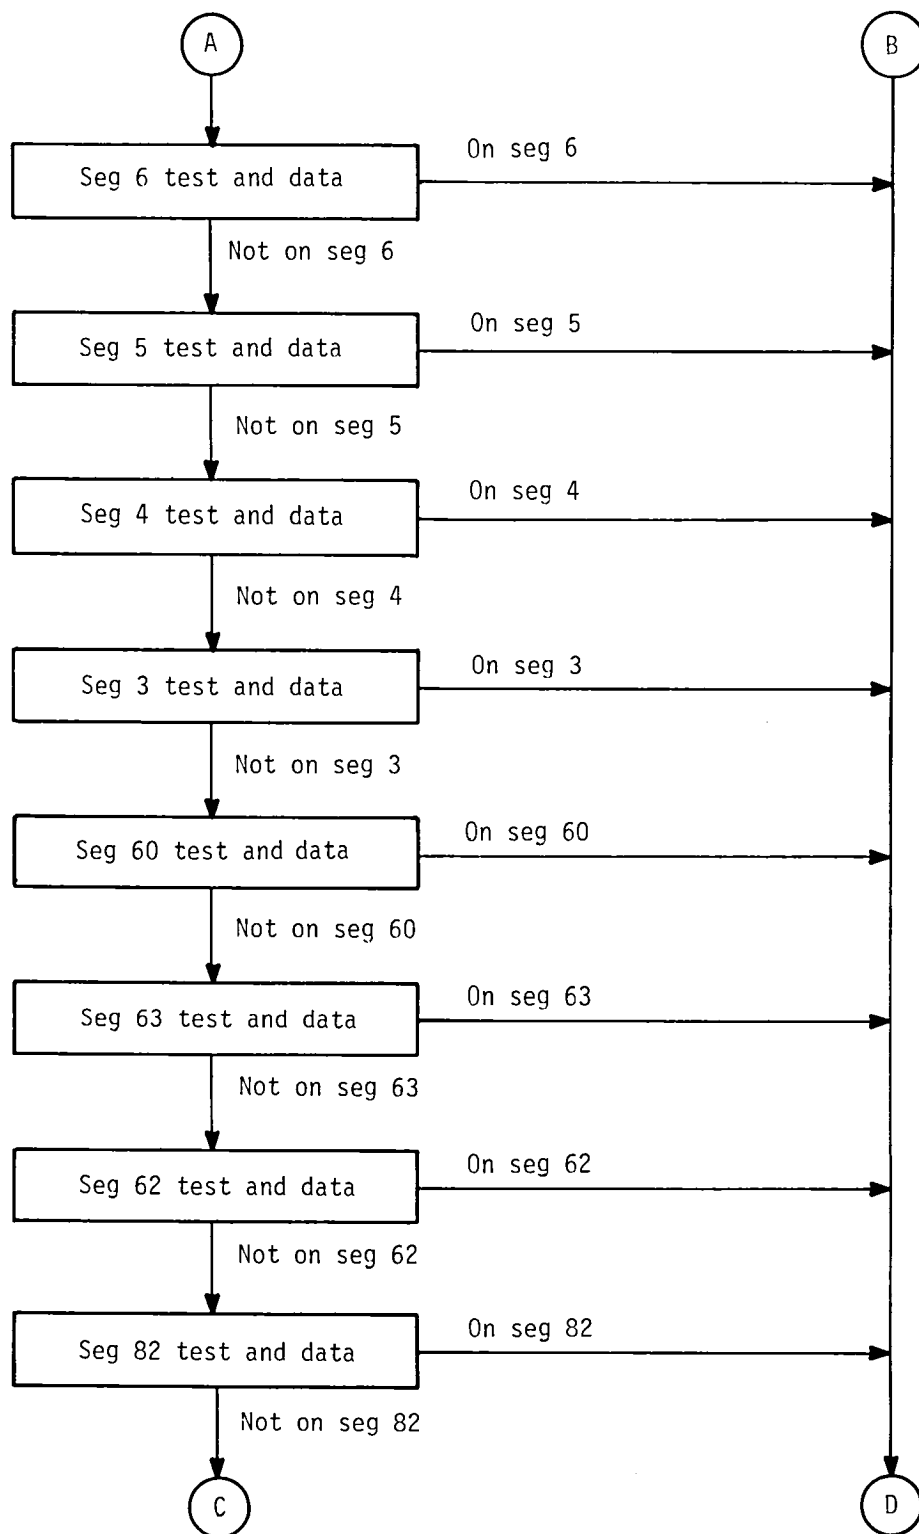 A
B
On seg 6
Seg 6 test and data
Not on seg 6
On seg 5
Seg 5 test and data
Not on seg 5
On seg 4
Seg 4 test and data
Not on seg 4
On seg 3
Seg 3 test and data
Not on seg 3
On seg 60
Seg 60 test and data
Not on seg 60
On seg 63
Seg 63 test and data
Not on seg 63
On seg 62
Seg 62 test and data
Not on seg 62
On seg 82
Seg 82 test and data
Not on seg 82
C
D